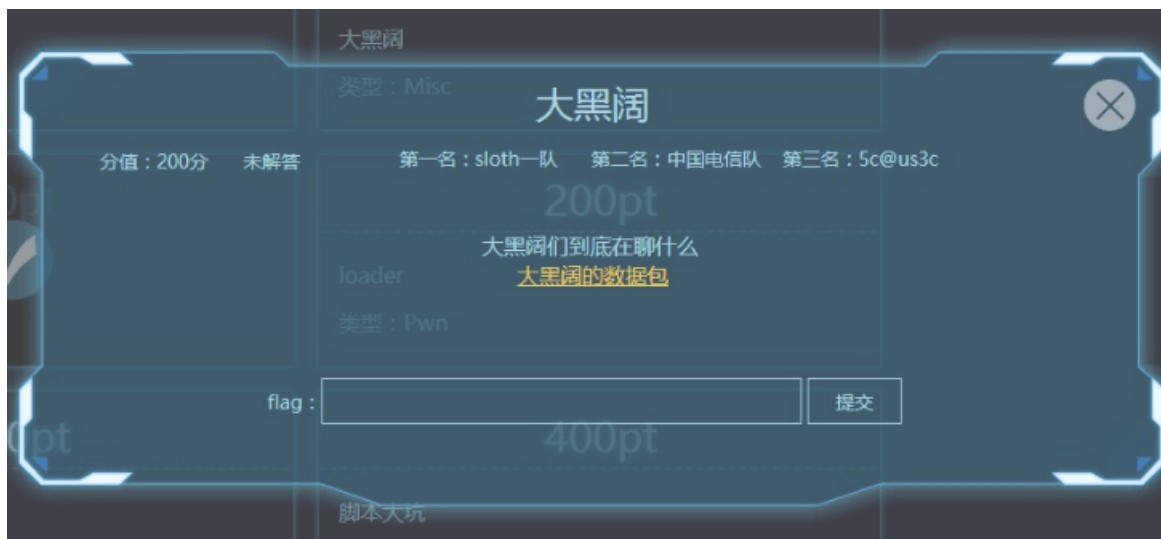 大黑阔
类型：Misc
大黑阔
分值：200分 未解答 第一名：sloth一队 第二名：中国电信队 第三名：5c@us3c
200pt
大黑阔们到底在聊什么
loader
大黑阔的数据包
类型：Pwn
flag： 提交
pt
400pt
脚本大坑